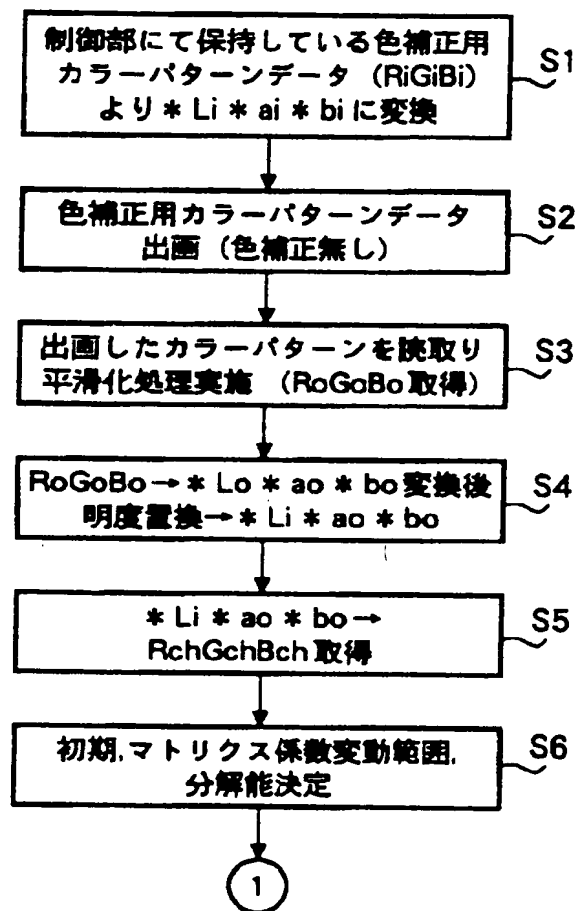 制御部にて保持している色補正用
カラーパターンデータ (RiGiBi)
より＊Li＊ai＊biに変換
S1
色補正用カラーパターンデータ
出画 (色補正無し)
S2
出画したカラーパターンを読取り
平滑化処理実施 (RoGoBo取得)
S3
RoGoBo→＊Lo＊ao＊bo変換後
明度置換→＊Li＊ao＊bo
S4
＊Li＊ao＊bo→
RchGchBch取得
S5
初期,マトリクス係数変動範囲,
分解能決定
S6
1